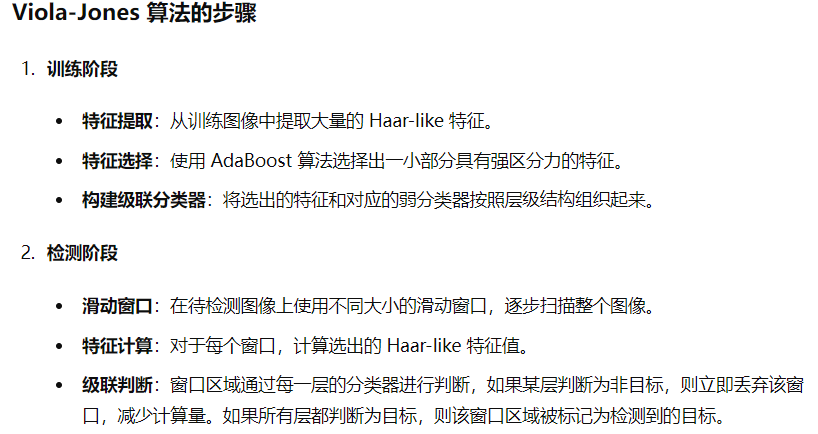 Viola-Jones 算法的步骤
1. 训练阶段
• 特征提取：从训练图像中提取大量的 Haar-like 特征。
• 特征选择：使用 AdaBoost 算法选择出一小部分具有强区分力的特征。
• 构建级联分类器：将选出的特征和对应的弱分类器按照层级结构组织起来。
2. 检测阶段
• 滑动窗口：在待检测图像上使用不同大小的滑动窗口，逐步扫描整个图像。
• 特征计算：对于每个窗口，计算选出的 Haar-like 特征值。
• 级联判断：窗口区域通过每一层的分类器进行判断，如果某层判断为非目标，则立即丢弃该窗
口，减少计算量。如果所有层都判断为目标，则该窗口区域被标记为检测到的目标。